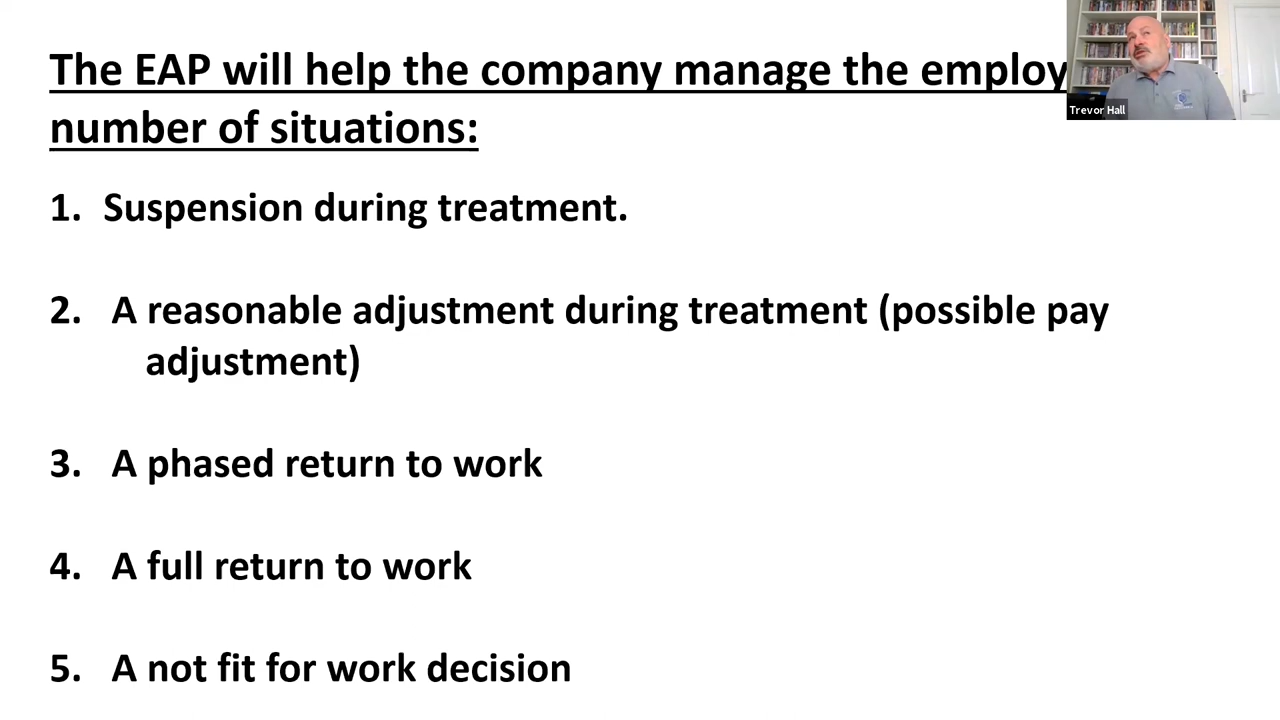 The EAP will help the company manage the employ
number of situations:
Trevor Hall
1. Suspension during treatment.
2. A reasonable adjustment during treatment (possible pay
adjustment)
3. A phased return to work
4. A full return to work
5. A not fit for work decision